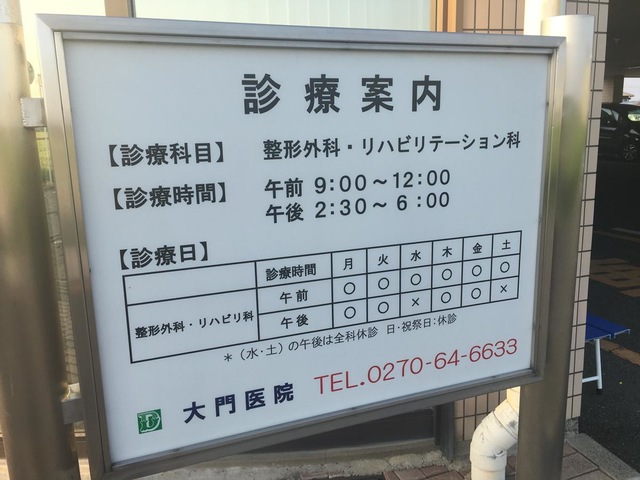 診療案内
【診療科目】 整形外科・リハビリテーション科
【診療時間】 午前 9:00～12:00
午後 2:30～6:00
【診療日】
診療時間 月 火 水 木 金 土
整形外科・リハビリ科 午前 ○ ○ ○ ○ ○ ○
午後 ○ ○ × ○ ○ ×
＊（水・土）の午後は全科休診 日・祝祭日：休診
大門医院 TEL.0270-64-6633